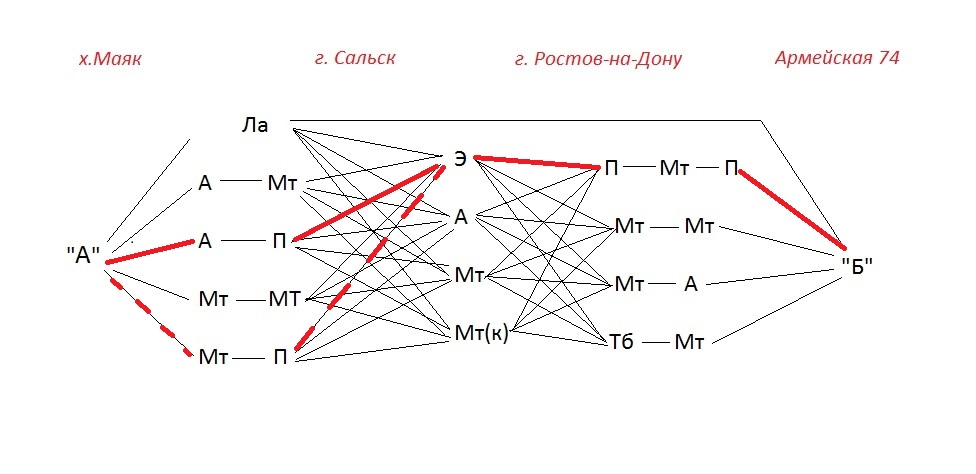 х.Маяк г. Сальск г. Ростов-на-Дону Армейская 74
Ла
Э
П Мт П
А Мт
А
Мт Мт
А П
"А" "Б"
Мт
Мт А
Мт МТ
Мт(к)
Тб Мт
Мт П